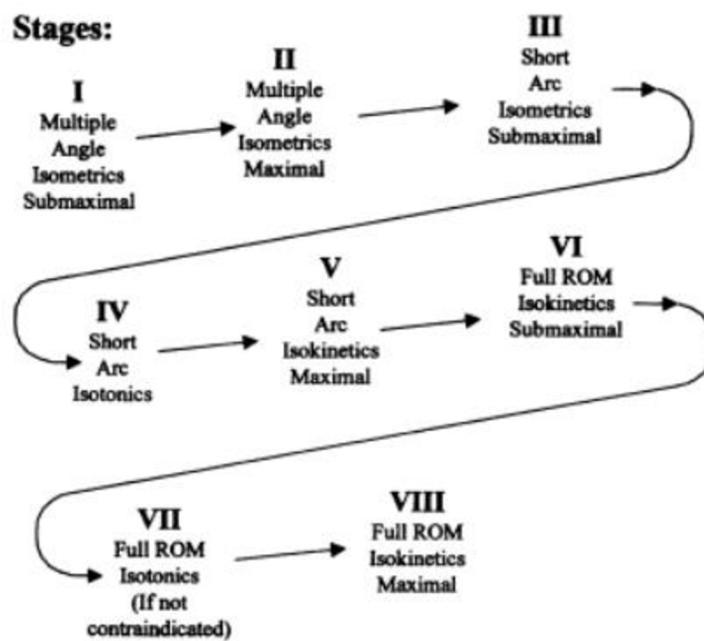 Stages:
I
Multiple
Angle
Isometrics
Submaximal
II
Multiple
Angle
Isometrics
Maximal
III
Short
Arc
Isometrics
Submaximal
IV
Short
Arc
Isotonics
V
Short
Arc
Isokinetics
Maximal
VI
Full ROM
Isokinetics
Submaximal
VII
Full ROM
Isotonics
(If not
contraindicated)
VIII
Full ROM
Isokinetics
Maximal